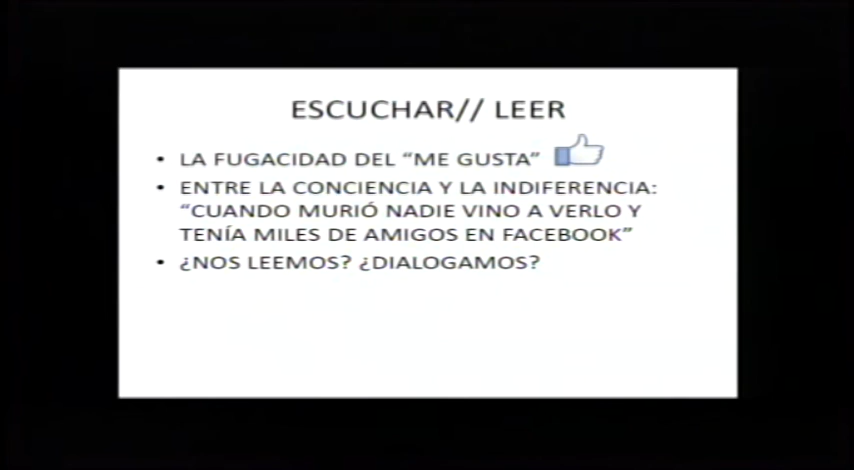 ESCUCHAR// LEER
• LA FUGACIDAD DEL “ME GUSTA”
• ENTRE LA CONCIENCIA Y LA INDIFERENCIA:
“CUANDO MURIÓ NADIE VINO A VERLO Y
TENÍA MILES DE AMIGOS EN FACEBOOK”
• ¿NOS LEEMOS? ¿DIALOGAMOS?